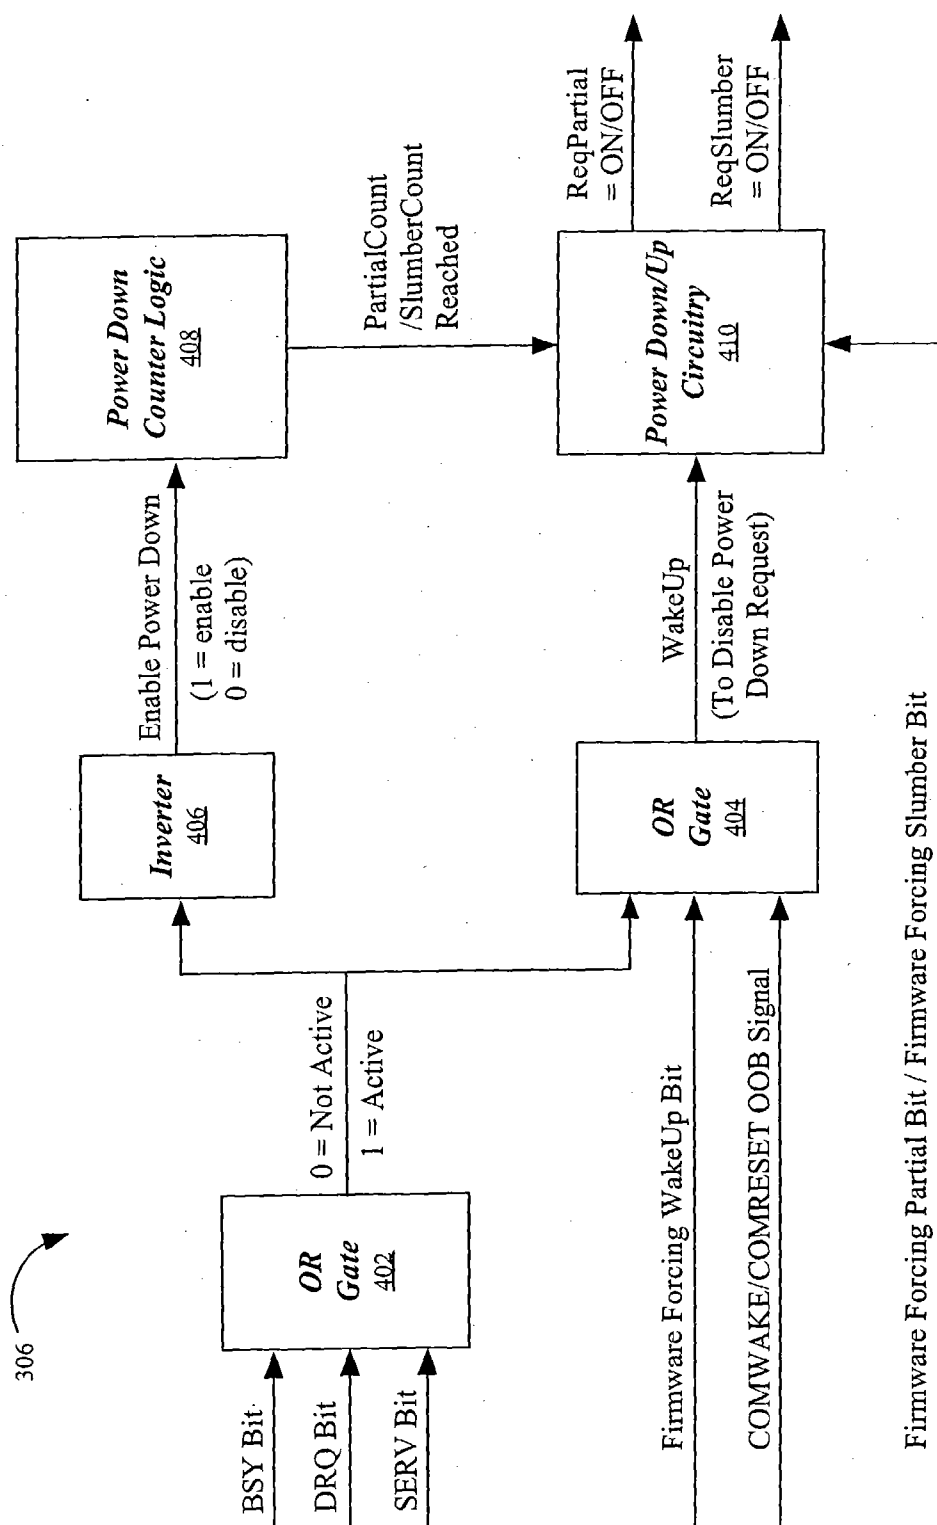 306
BSY Bit
DRQ Bit
SERV Bit
OR
Gate
402
0 = Not Active
1 = Active
Inverter
406
Enable Power Down
(1 = enable
0 = disable)
Power Down
Counter Logic
408
PartialCount
/SlumberCount
Reached
Firmware Forcing WakeUp Bit
COMWAKE/COMRESET OOB Signal
OR
Gate
404
WakeUp
(To Disable Power
Down Request)
Power Down/Up
Circuitry
410
ReqPartial
= ON/OFF
ReqSlumber
= ON/OFF
Firmware Forcing Partial Bit / Firmware Forcing Slumber Bit